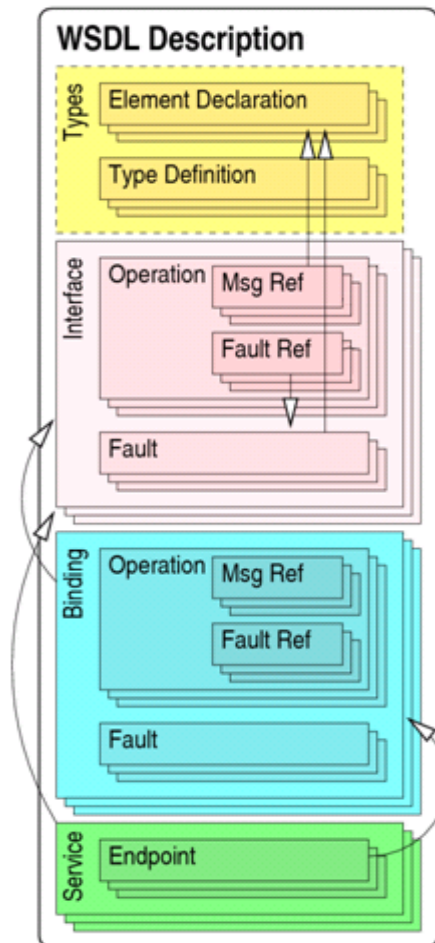 WSDL Description
Types
Element Declaration
Type Definition
Interface
Operation
Msg Ref
Fault Ref
Fault
Binding
Operation
Msg Ref
Fault Ref
Fault
Service
Endpoint